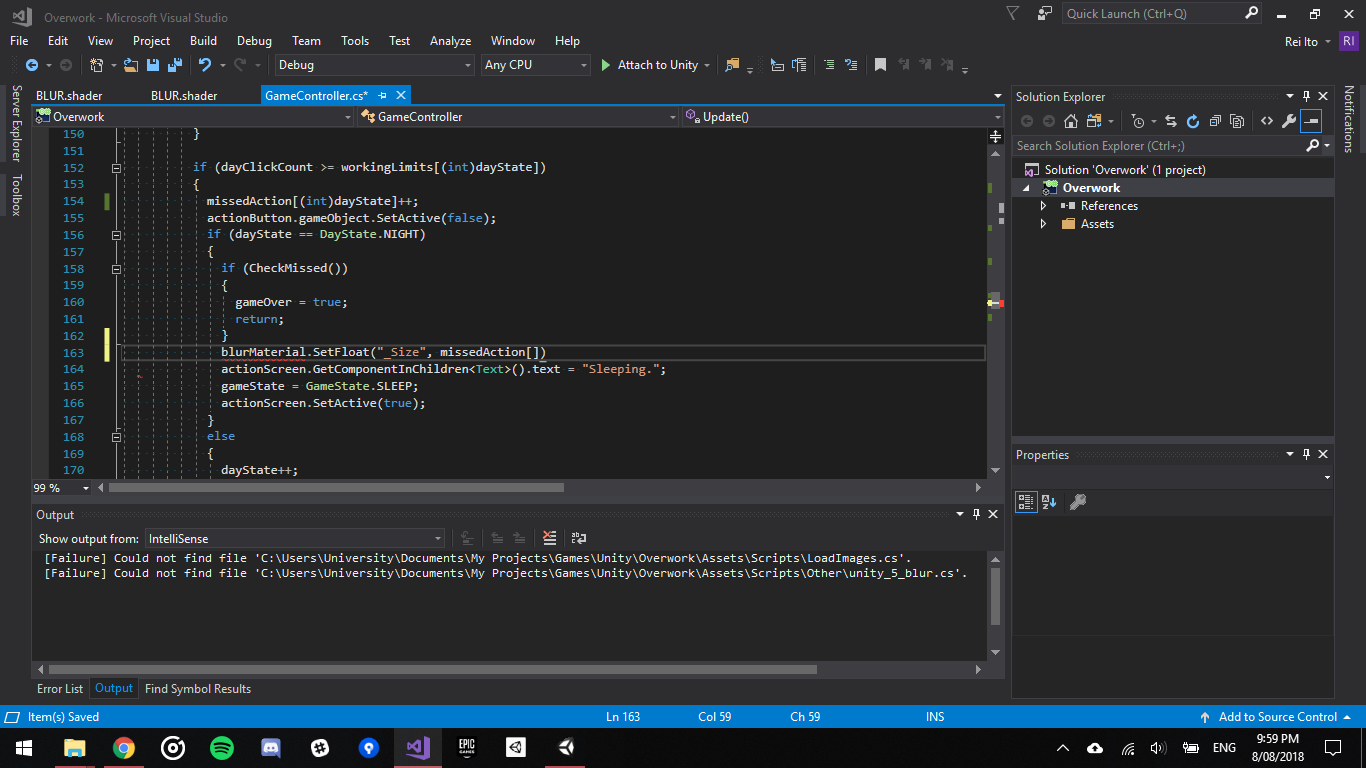 Overwork - Microsoft Visual Studio
Quick Launch (Ctrl+Q)
File Edit View Project Build Debug Team Tools Test Analyze Window Help
Rei Ito RI
Debug Any CPU Attach to Unity
Server Explorer
Toolbox
BLUR.shader BLUR.shader GameController.cs*
Overwork GameController Update()
150 }
151
152 if (dayClickCount >= workingLimits[(int)dayState])
153 {
154 missedAction[(int)dayState]++;
155 actionButton.gameObject.SetActive(false);
156 if (dayState == DayState.NIGHT)
157 {
158 if (CheckMissed())
159 {
160 gameOver = true;
161 return;
162 }
163 blurMaterial.SetFloat("_Size", missedAction[])
164 actionScreen.GetComponentInChildren<Text>().text = "Sleeping.";
165 gameState = GameState.SLEEP;
166 actionScreen.SetActive(true);
167 }
168 else
169 {
170 dayState++;
99 %
Output
Show output from: IntelliSense
[Failure] Could not find file 'C:\Users\University\Documents\My Projects\Games\Unity\Overwork\Assets\Scripts\LoadImages.cs'.
[Failure] Could not find file 'C:\Users\University\Documents\My Projects\Games\Unity\Overwork\Assets\Scripts\Other\unity_5_blur.cs'.
Error List Output Find Symbol Results
Solution Explorer
Search Solution Explorer (Ctrl+;)
Solution 'Overwork' (1 project)
Overwork
References
Assets
Properties
Notifications
Item(s) Saved Ln 163 Col 59 Ch 59 INS Add to Source Control
EPIC GAMES
ENG
9:59 PM
8/08/2018